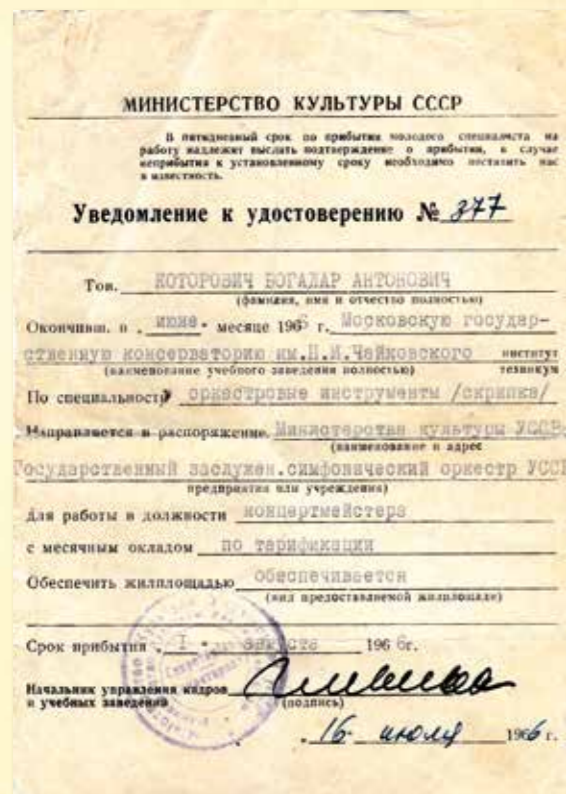 МИНИСТЕРСТВО КУЛЬТУРЫ СССР
В пятидневный срок по прибытии молодого специалиста на
работу надлежит выслать подтверждение о прибытии, в случае
неприбытия к установленному сроку необходимо поставить нас
в известность.
Уведомление к удостоверению № 377
Тов. КОТОРОВИЧ БОГАДАР АНТОНОВИЧ
(фамилия, имя и отчество полностью)
Окончивш. в „ июне " месяце 1966 г. Московскую государ-
ственную консерваторию им.П.И.Чайковского институт
(наименование учебного заведения полностью) техникум
По специальности оркестровые инструменты /скрипка/
Направляется в распоряжение Министерства культуры УССР
(наименование и адрес
Государственный заслужен.симфонический оркестр УССР
предприятия или учреждения)
для работы в должности концертмейстера
с месячным окладом по тарификации
Обеспечить жилплощадью обеспечивается
(вид предоставляемой жилплощади)
Срок прибытия „ I " августа 1966г.
Начальник управления кадров
и учебных заведений (подпись)
„ 16 " июля 1966 г.